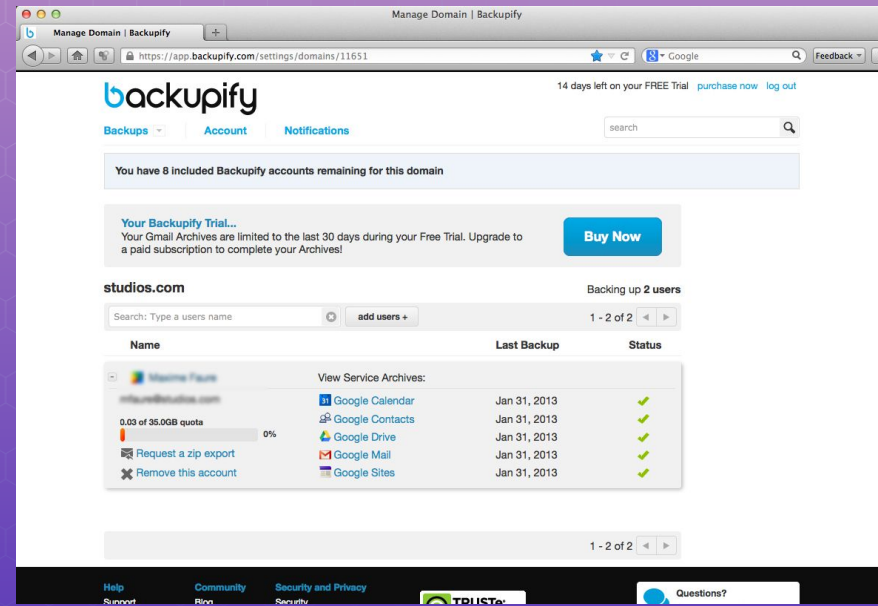 Manage Domain | Backupify
Manage Domain | Backupify
https://app.backupify.com/settings/domains/11651
Google
Feedback
backupify
14 days left on your FREE Trial purchase now log out
Backups Account Notifications
search
You have 8 included Backupify accounts remaining for this domain
Your Backupify Trial...
Your Gmail Archives are limited to the last 30 days during your Free Trial. Upgrade to
a paid subscription to complete your Archives!
Buy Now
studios.com
Backing up 2 users
Search: Type a users name
add users +
1 - 2 of 2
Name Last Backup Status
View Service Archives:
31 Google Calendar Jan 31, 2013
0.03 of 35.0GB quota
Google Contacts Jan 31, 2013
0%
Google Drive Jan 31, 2013
Request a zip export
Google Mail Jan 31, 2013
Remove this account
Google Sites Jan 31, 2013
1 - 2 of 2
Help Community Security and Privacy
Support Blog Security
TRUSTe
Questions?